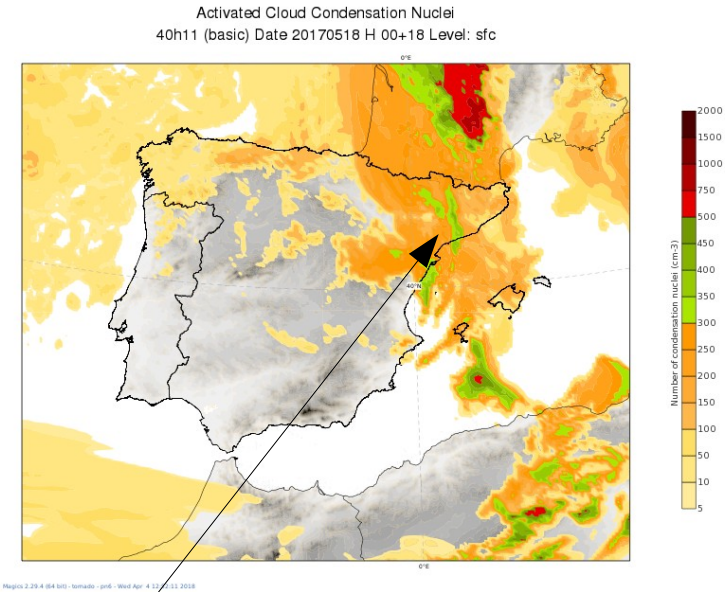 Activated Cloud Condensation Nuclei
40h11 (basic) Date 20170518 H 00+18 Level: sfc
0°E
40°N
0°E
2000
1500
1000
750
500
450
400
350
300
250
200
150
100
50
10
5
Number of condensation nuclei (cm-3)
Magics 2.29.4 (64 bit) - tornado - pn6 - Wed Apr 4 12:12:11 2018